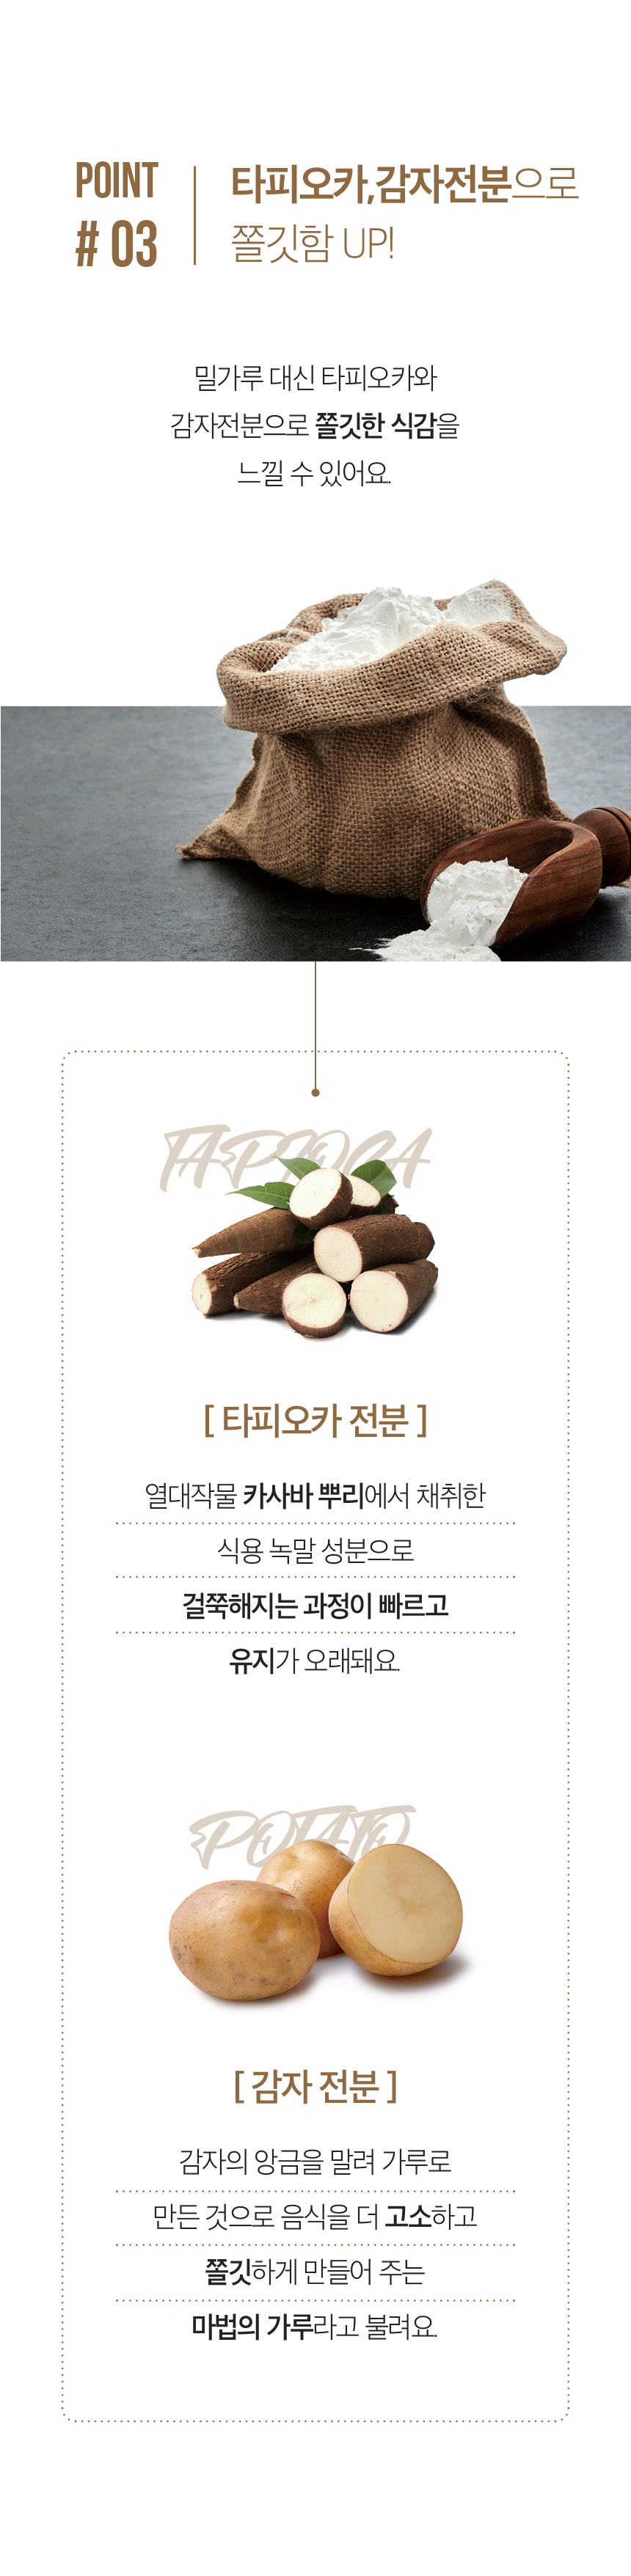 POINT
# 03
타피오카,감자전분으로
쫄깃함 UP!
밀가루 대신 타피오카와
감자전분으로 쫄깃한 식감을
느낄 수 있어요.
TAPIOCA
[ 타피오카 전분 ]
열대작물 카사바 뿌리에서 채취한
식용 녹말 성분으로
걸쭉해지는 과정이 빠르고
유지가 오래돼요.
POTATO
[ 감자 전분 ]
감자의 앙금을 말려 가루로
만든 것으로 음식을 더 고소하고
쫄깃하게 만들어 주는
마법의 가루라고 불려요.